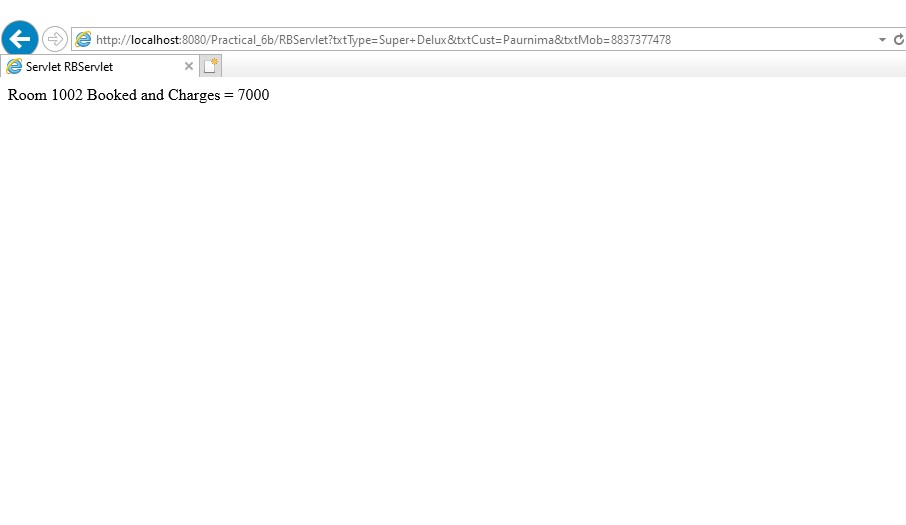 http://localhost:8080/Practical_6b/RBServlet?txtType=Super+Delux&txtCust=Paurnima&txtMob=8837377478
Servlet RBServlet
Room 1002 Booked and Charges = 7000